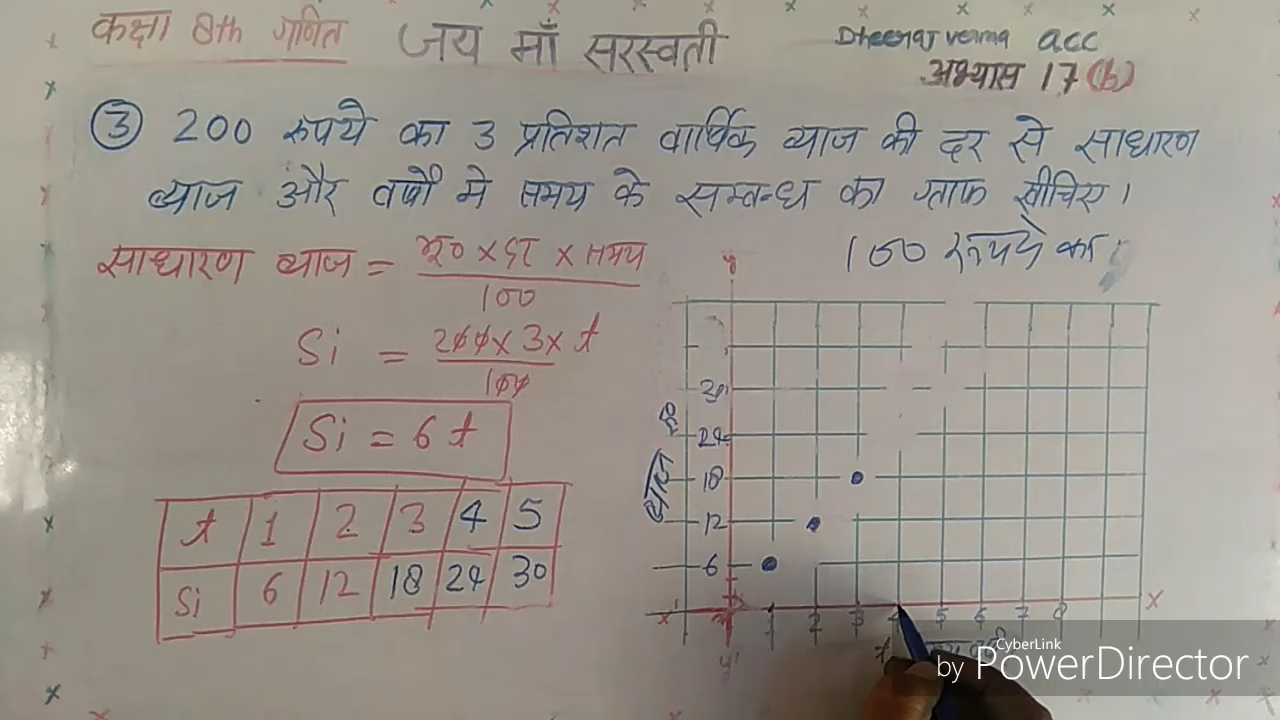 कक्षा 8th गणित जय माँ सरस्वती Dheeraj verma acc
अभ्यास 17 (b)
③ 200 रुपये का 3 प्रतिशत वार्षिक ब्याज की दर से साधारण
ब्याज और वर्षो मे समय के सम्बन्ध का ग्राफ खींचिए।
100 रूपये का
साधारण ब्याज = मू० × दर × समय
100
Si = 200 × 3 × t
100
Si = 6 t
t 1 2 3 4 5
Si 6 12 18 24 30
y
30
24
18
12
6
ब्याज रु०
x' 1 2 3 4 5 6 7 8 x
y'
t
CyberLink
by PowerDirector